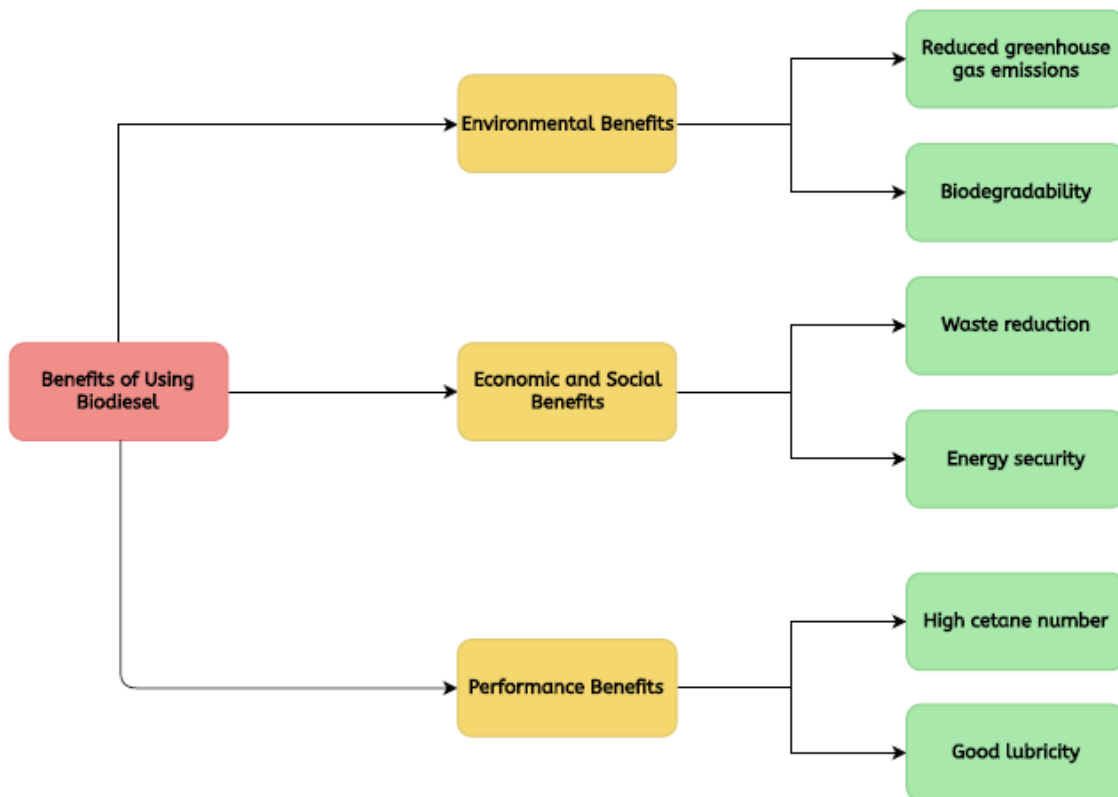 Reduced greenhouse
gas emissions
Environmental Benefits
Biodegradability
Waste reduction
Benefits of Using
Biodiesel
Economic and Social
Benefits
Energy security
High cetane number
Performance Benefits
Good lubricity